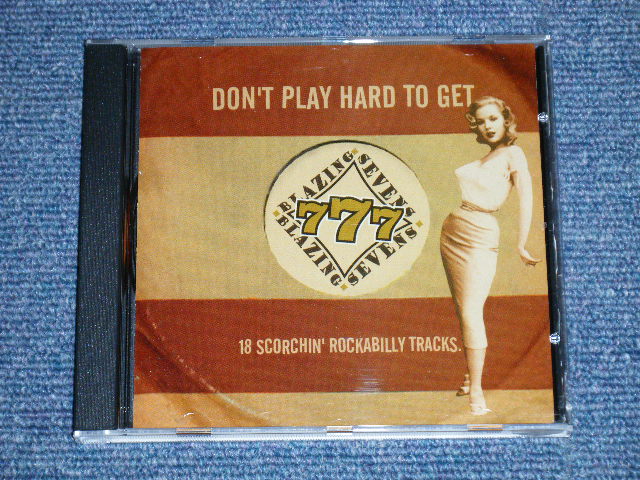 DON'T PLAY HARD TO GET
BLAZING SEVENS
777
BLAZING SEVENS
18 SCORCHIN' ROCKABILLY TRACKS.